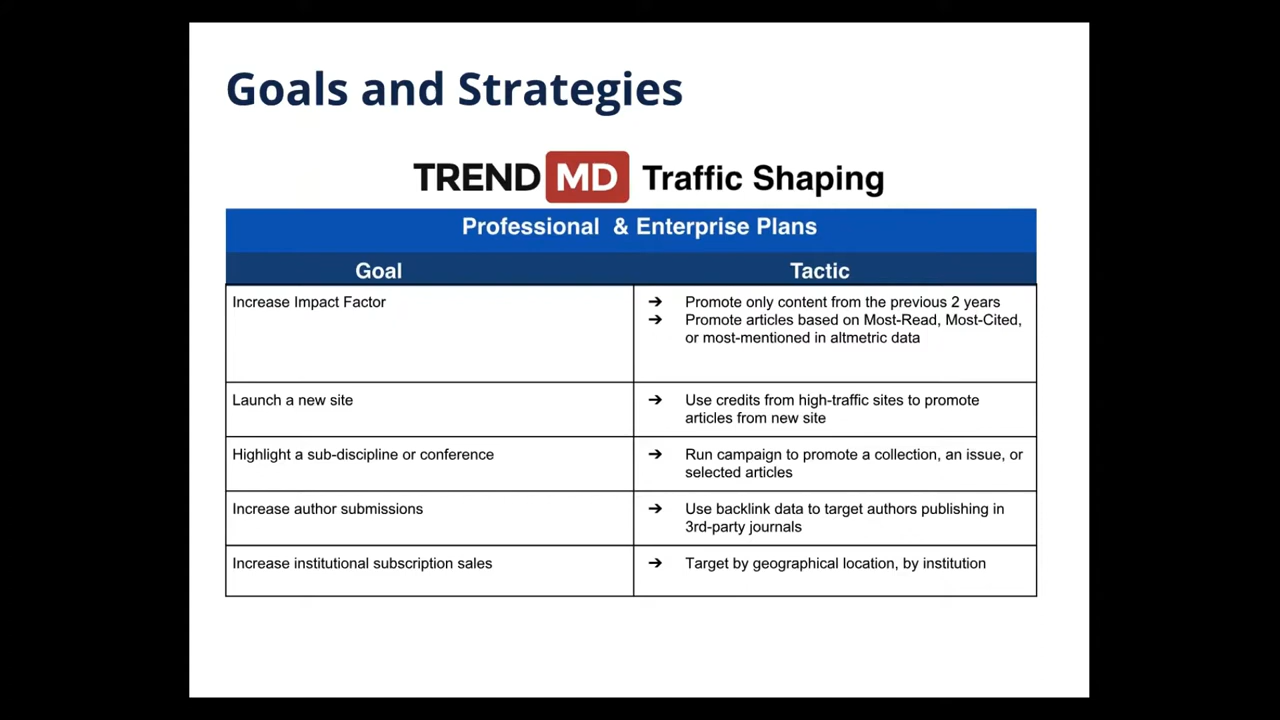 Goals and Strategies
TREND MD Traffic Shaping
Professional & Enterprise Plans
Goal Tactic
Increase Impact Factor
➔ Promote only content from the previous 2 years
➔ Promote articles based on Most-Read, Most-Cited,
or most-mentioned in altmetric data
Launch a new site
➔ Use credits from high-traffic sites to promote
articles from new site
Highlight a sub-discipline or conference
➔ Run campaign to promote a collection, an issue, or
selected articles
Increase author submissions
➔ Use backlink data to target authors publishing in
3rd-party journals
Increase institutional subscription sales
➔ Target by geographical location, by institution